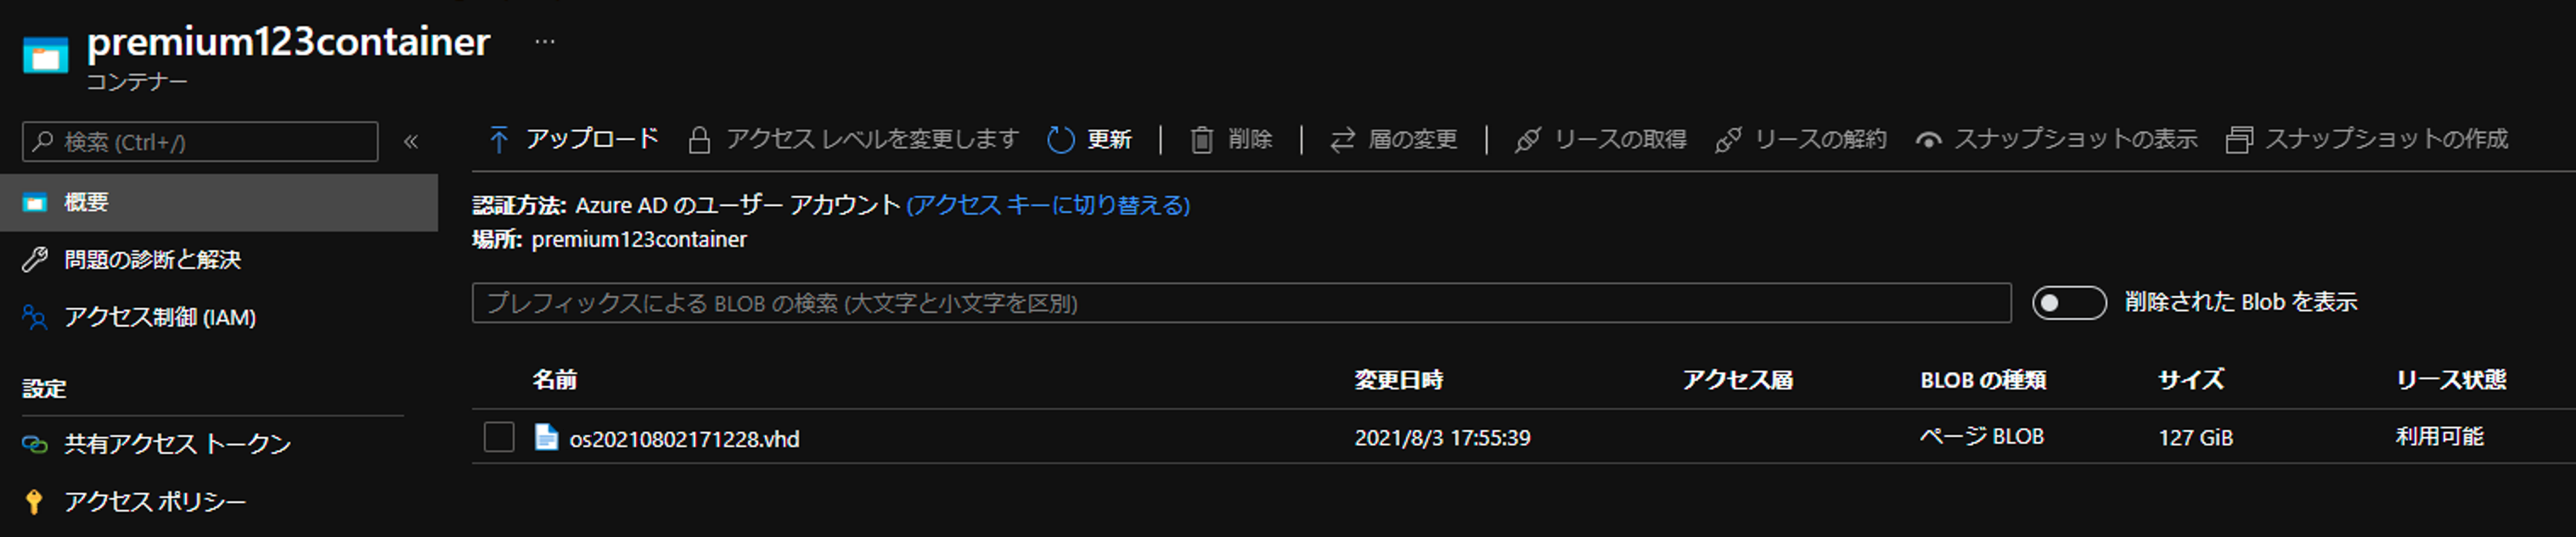 premium123container ...
コンテナー
検索 (Ctrl+/) «
アップロード アクセス レベルを変更します 更新 削除 層の変更 リースの取得 リースの解約 スナップショットの表示 スナップショットの作成
概要
問題の診断と解決
アクセス制御 (IAM)
設定
共有アクセス トークン
アクセス ポリシー
認証方法: Azure AD のユーザー アカウント (アクセス キーに切り替える)
場所: premium123container
プレフィックスによる BLOB の検索 (大文字と小文字を区別) 削除された Blob を表示
名前 変更日時 アクセス層 BLOB の種類 サイズ リース状態
os20210802171228.vhd 2021/8/3 17:55:39 ページ BLOB 127 GiB 利用可能